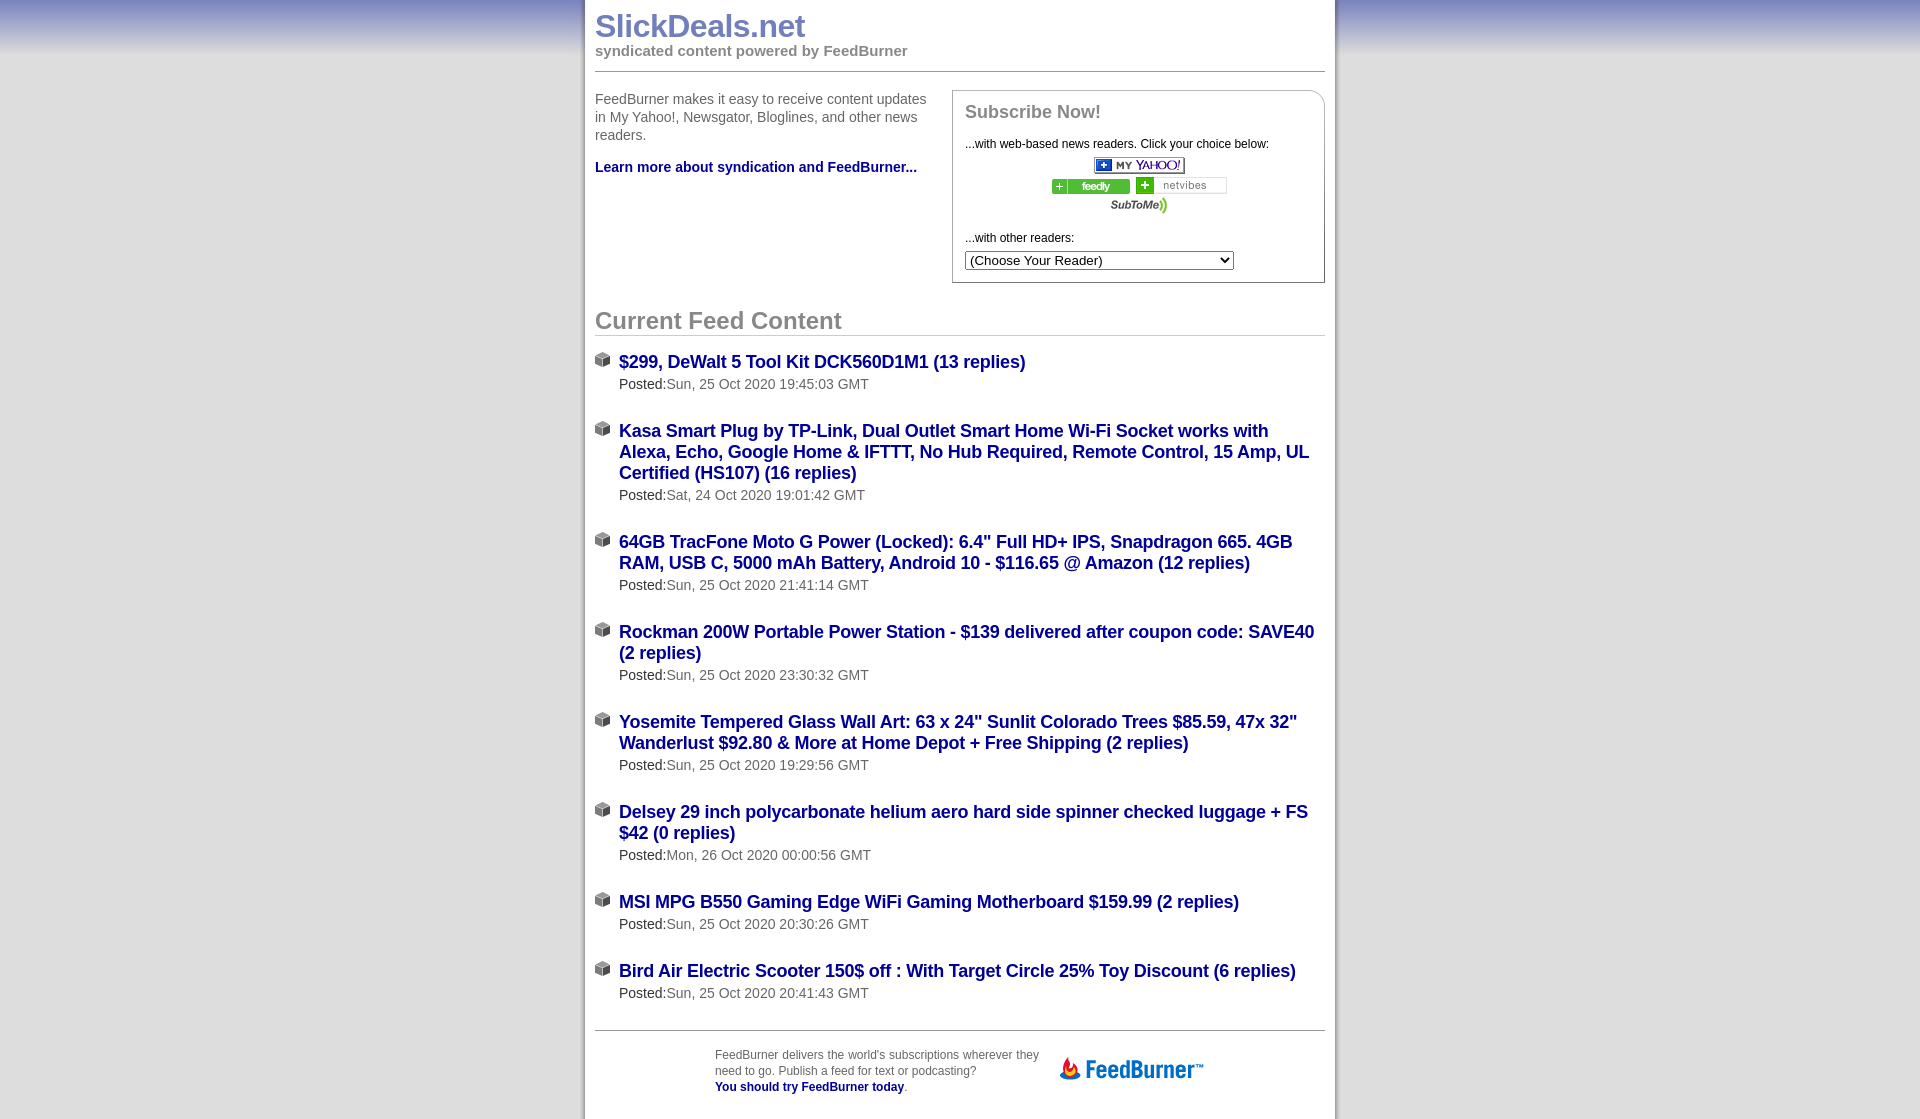 SlickDeals.net
syndicated content powered by FeedBurner
FeedBurner makes it easy to receive content updates
in My Yahoo!, Newsgator, Bloglines, and other news
readers.
Learn more about syndication and FeedBurner...
Subscribe Now!
...with web-based news readers. Click your choice below:
MY YAHOO!
feedly
netvibes
SubToMe
...with other readers:
(Choose Your Reader)
Current Feed Content
$299, DeWalt 5 Tool Kit DCK560D1M1 (13 replies)
Posted:Sun, 25 Oct 2020 19:45:03 GMT
Kasa Smart Plug by TP-Link, Dual Outlet Smart Home Wi-Fi Socket works with
Alexa, Echo, Google Home & IFTTT, No Hub Required, Remote Control, 15 Amp, UL
Certified (HS107) (16 replies)
Posted:Sat, 24 Oct 2020 19:01:42 GMT
64GB TracFone Moto G Power (Locked): 6.4" Full HD+ IPS, Snapdragon 665. 4GB
RAM, USB C, 5000 mAh Battery, Android 10 - $116.65 @ Amazon (12 replies)
Posted:Sun, 25 Oct 2020 21:41:14 GMT
Rockman 200W Portable Power Station - $139 delivered after coupon code: SAVE40
(2 replies)
Posted:Sun, 25 Oct 2020 23:30:32 GMT
Yosemite Tempered Glass Wall Art: 63 x 24" Sunlit Colorado Trees $85.59, 47x 32"
Wanderlust $92.80 & More at Home Depot + Free Shipping (2 replies)
Posted:Sun, 25 Oct 2020 19:29:56 GMT
Delsey 29 inch polycarbonate helium aero hard side spinner checked luggage + FS
$42 (0 replies)
Posted:Mon, 26 Oct 2020 00:00:56 GMT
MSI MPG B550 Gaming Edge WiFi Gaming Motherboard $159.99 (2 replies)
Posted:Sun, 25 Oct 2020 20:30:26 GMT
Bird Air Electric Scooter 150$ off : With Target Circle 25% Toy Discount (6 replies)
Posted:Sun, 25 Oct 2020 20:41:43 GMT
FeedBurner delivers the world's subscriptions wherever they
need to go. Publish a feed for text or podcasting?
You should try FeedBurner today.
FeedBurner™